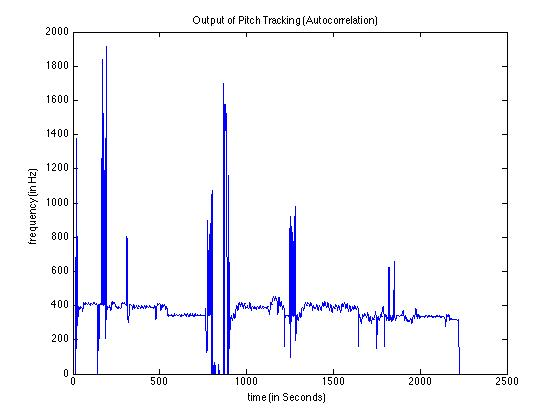 Output of Pitch Tracking (Autocorrelation)
2000
1800
1600
1400
1200
1000
800
600
400
200
0
frequency (in Hz)
0 500 1000 1500 2000 2500
time (in Seconds)